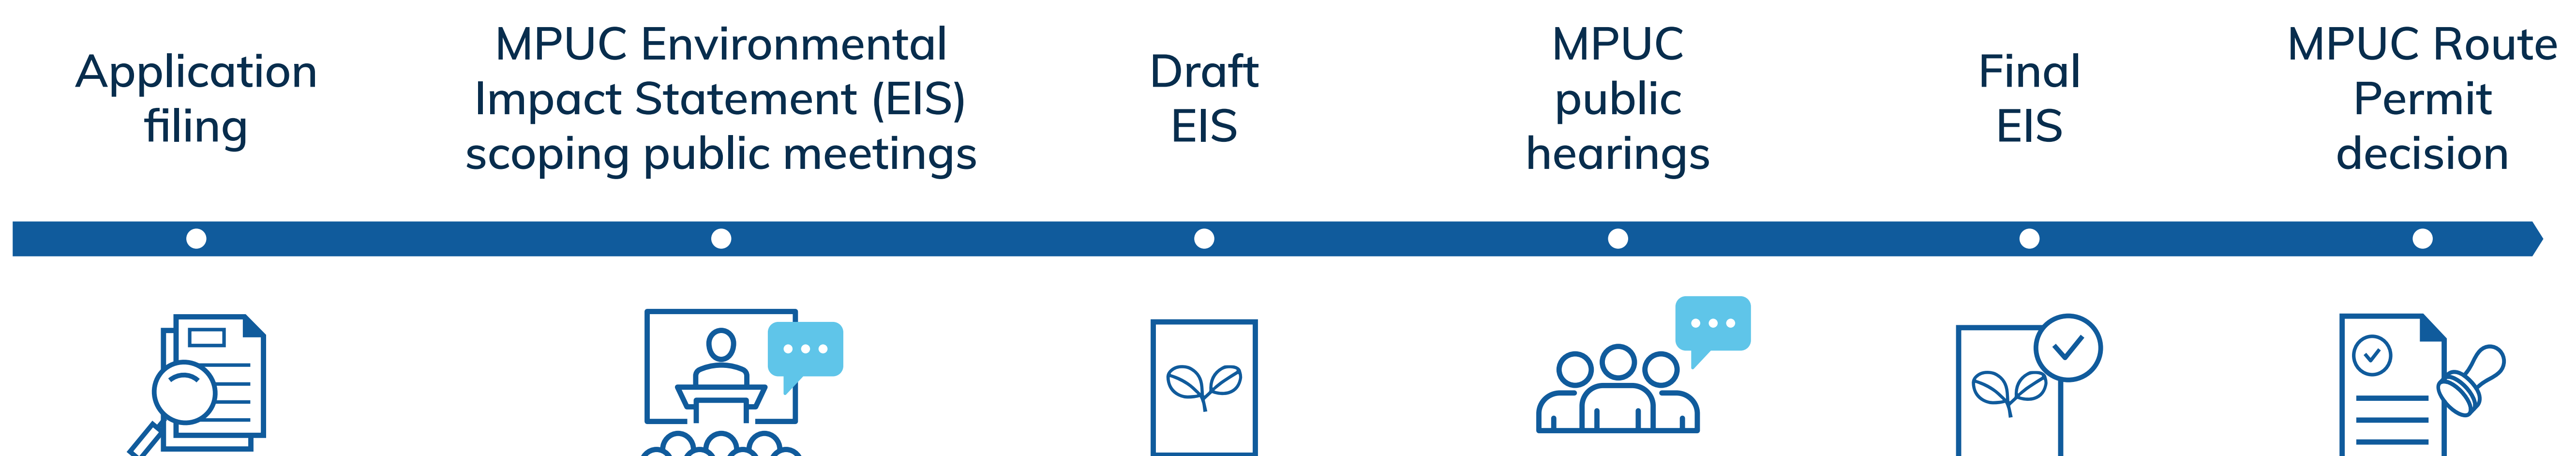 Application
filing
MPUC Environmental
Impact Statement (EIS)
scoping public meetings
Draft
EIS
MPUC
public
hearings
Final
EIS
MPUC Route
Permit
decision